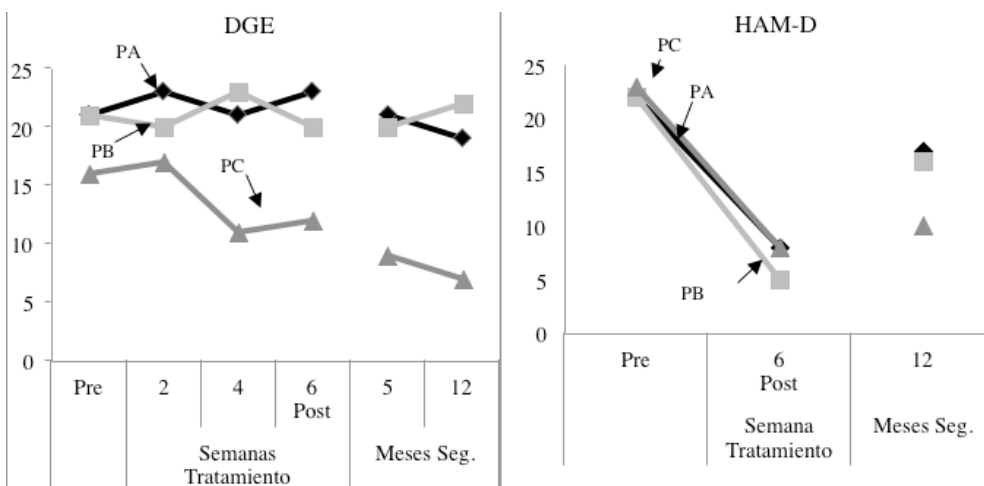 DGE
PA
25
20
PB
15
PC
10
5
0
Pre
2
4
6
Post
5
12
Semanas
Tratamiento
Meses Seg.
HAM-D
PC
25
PA
20
15
10
5
PB
0
Pre
6
Post
12
Semana
Tratamiento
Meses Seg.